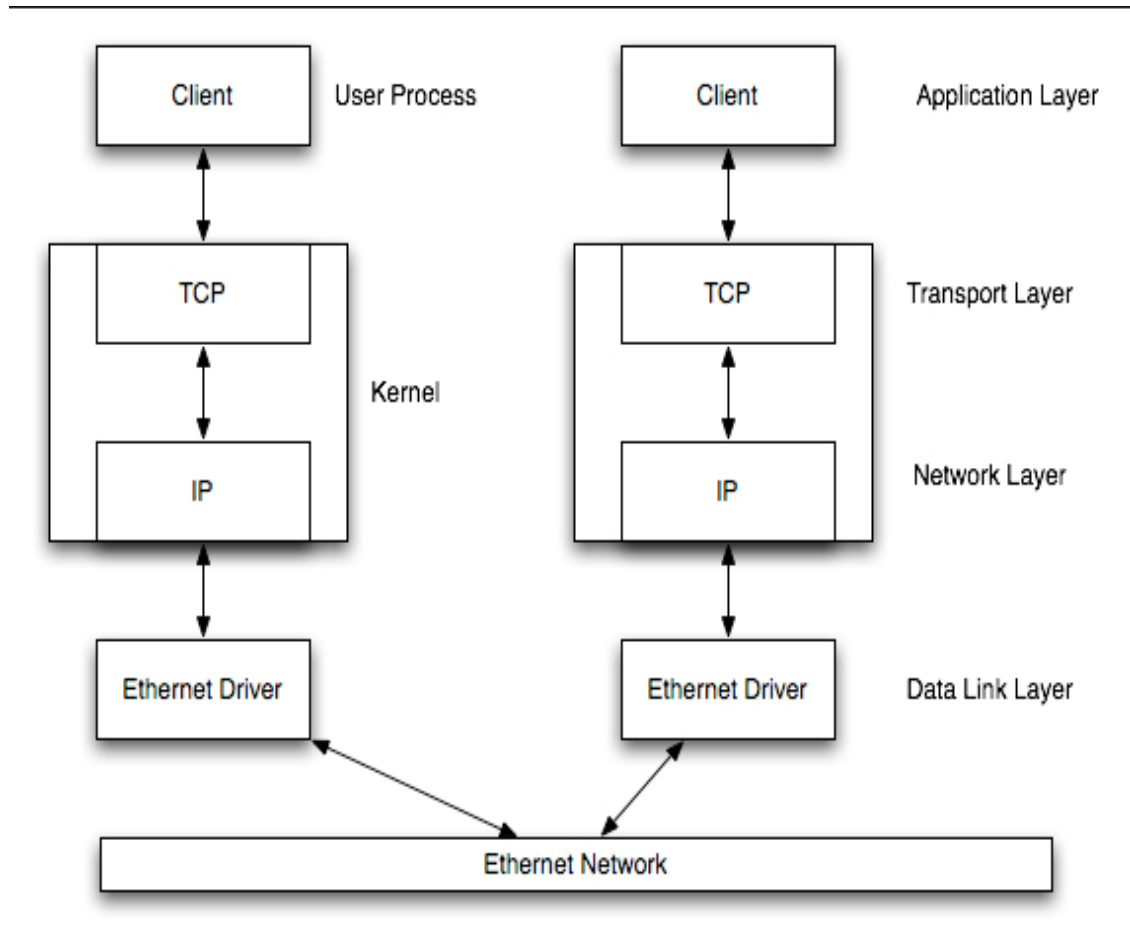 Client
User Process
Client
Application Layer
TCP
TCP
Transport Layer
Kernel
IP
IP
Network Layer
Ethernet Driver
Ethernet Driver
Data Link Layer
Ethernet Network